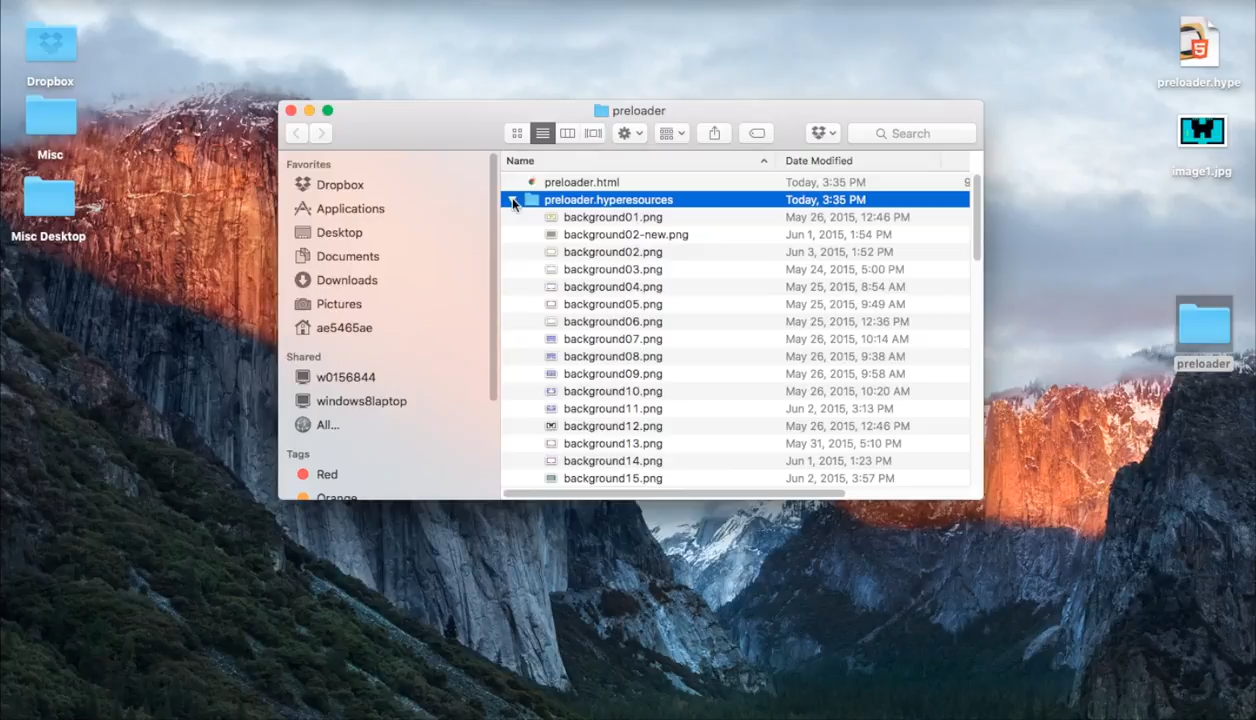 preloader
Search
Favorites
Dropbox
Applications
Desktop
Documents
Downloads
Pictures
ae5465ae
Shared
w0156844
windows8laptop
All...
Tags
Red
Orange
Name Date Modified
preloader.html Today, 3:35 PM 9
preloader.hyperesources Today, 3:35 PM
background01.png May 26, 2015, 12:46 PM
background02-new.png Jun 1, 2015, 1:54 PM
background02.png Jun 3, 2015, 1:52 PM
background03.png May 24, 2015, 5:00 PM
background04.png May 25, 2015, 8:54 AM
background05.png May 25, 2015, 9:49 AM
background06.png May 25, 2015, 12:36 PM
background07.png May 26, 2015, 10:14 AM
background08.png May 26, 2015, 9:38 AM
background09.png May 26, 2015, 9:58 AM
background10.png May 26, 2015, 10:20 AM
background11.png Jun 2, 2015, 3:13 PM
background12.png May 26, 2015, 12:46 PM
background13.png May 31, 2015, 5:10 PM
background14.png Jun 1, 2015, 1:23 PM
background15.png Jun 2, 2015, 3:57 PM
Dropbox
Misc
Misc Desktop
5
preloader.hype
image1.jpg
preloader